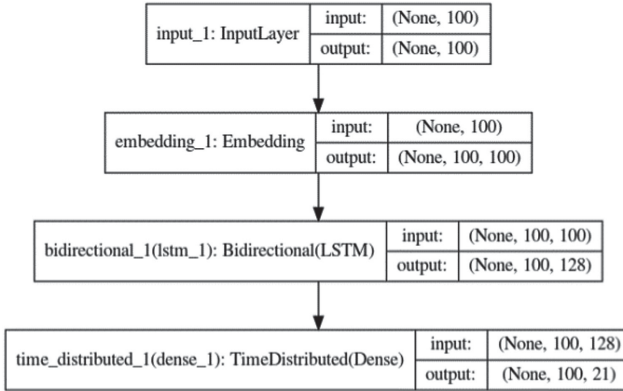 input_1: InputLayer
input: (None, 100)
output: (None, 100)
embedding_1: Embedding
input: (None, 100)
output: (None, 100, 100)
bidirectional_1(lstm_1): Bidirectional(LSTM)
input: (None, 100, 100)
output: (None, 100, 128)
time_distributed_1(dense_1): TimeDistributed(Dense)
input: (None, 100, 128)
output: (None, 100, 21)